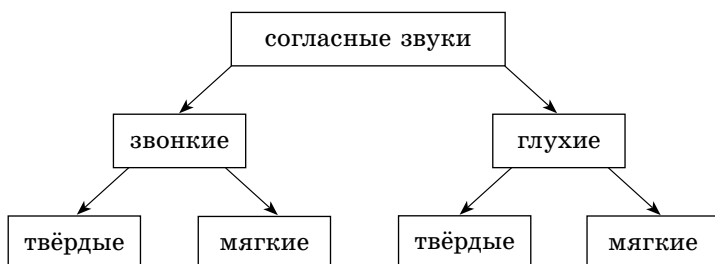 согласные звуки
звонкие
глухие
твёрдые
мягкие
твёрдые
мягкие